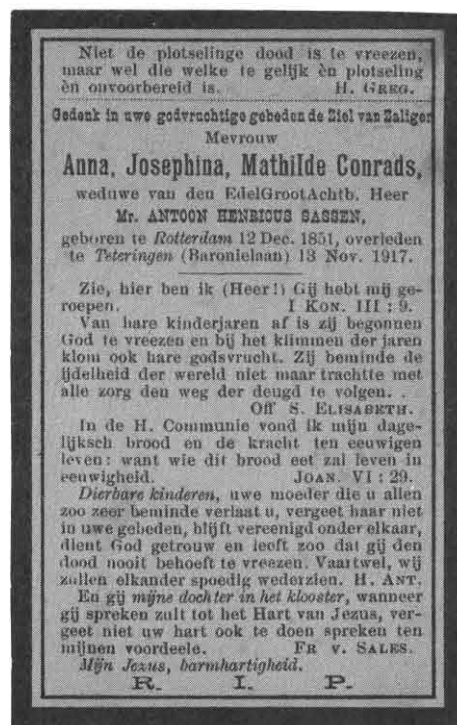 Niet de plotselinge dood is te vreezen,
maar wel die welke te gelijk èn plotseling
èn onvoorbereid is. H. GREG.
Gedenk in uwe godvruchtige gebeden de Ziel van Zaliger
Mevrouw
Anna, Josephina, Mathilde Conrads,
weduwe van den EdelGrootAchtb. Heer
Mr. ANTOON HENRICUS SASSEN,
geboren te Rotterdam 12 Dec. 1851, overleden
te Teteringen (Baronielaan) 13 Nov. 1917.
Zie, hier ben ik (Heer!) Gij hebt mij ge-
roepen. I KON. III : 9.
Van hare kinderjaren af is zij begonnen
God te vreezen en bij het klimmen der jaren
klom ook hare godsvrucht. Zij beminde de
ijdelheid der wereld niet maar trachtte met
alle zorg den weg der deugd te volgen. .
Off S. ELISABETH.
In de H. Communie vond ik mijn dage-
lijksch brood en de kracht ten eeuwigen
leven: want wie dit brood eet zal leven in
eeuwigheid. JOAN. VI : 29.
Dierbare kinderen, uwe moeder die u allen
zoo zeer beminde verlaat u, vergeet haar niet
in uwe gebeden, blijft vereenigd onder elkaar,
dient God getrouw en leeft zoo dat gij den
dood nooit behoeft te vreezen. Vaartwel, wij
zullen elkander spoedig wederzien. H. ANT.
En gij mijne dochter in het klooster, wanneer
gij spreken zult tot het Hart van Jezus, ver-
geet niet uw hart ook te doen spreken ten
mijnen voordeele. FR v. SALES.
Mijn Jezus, barmhartigheid.
R. I. P.